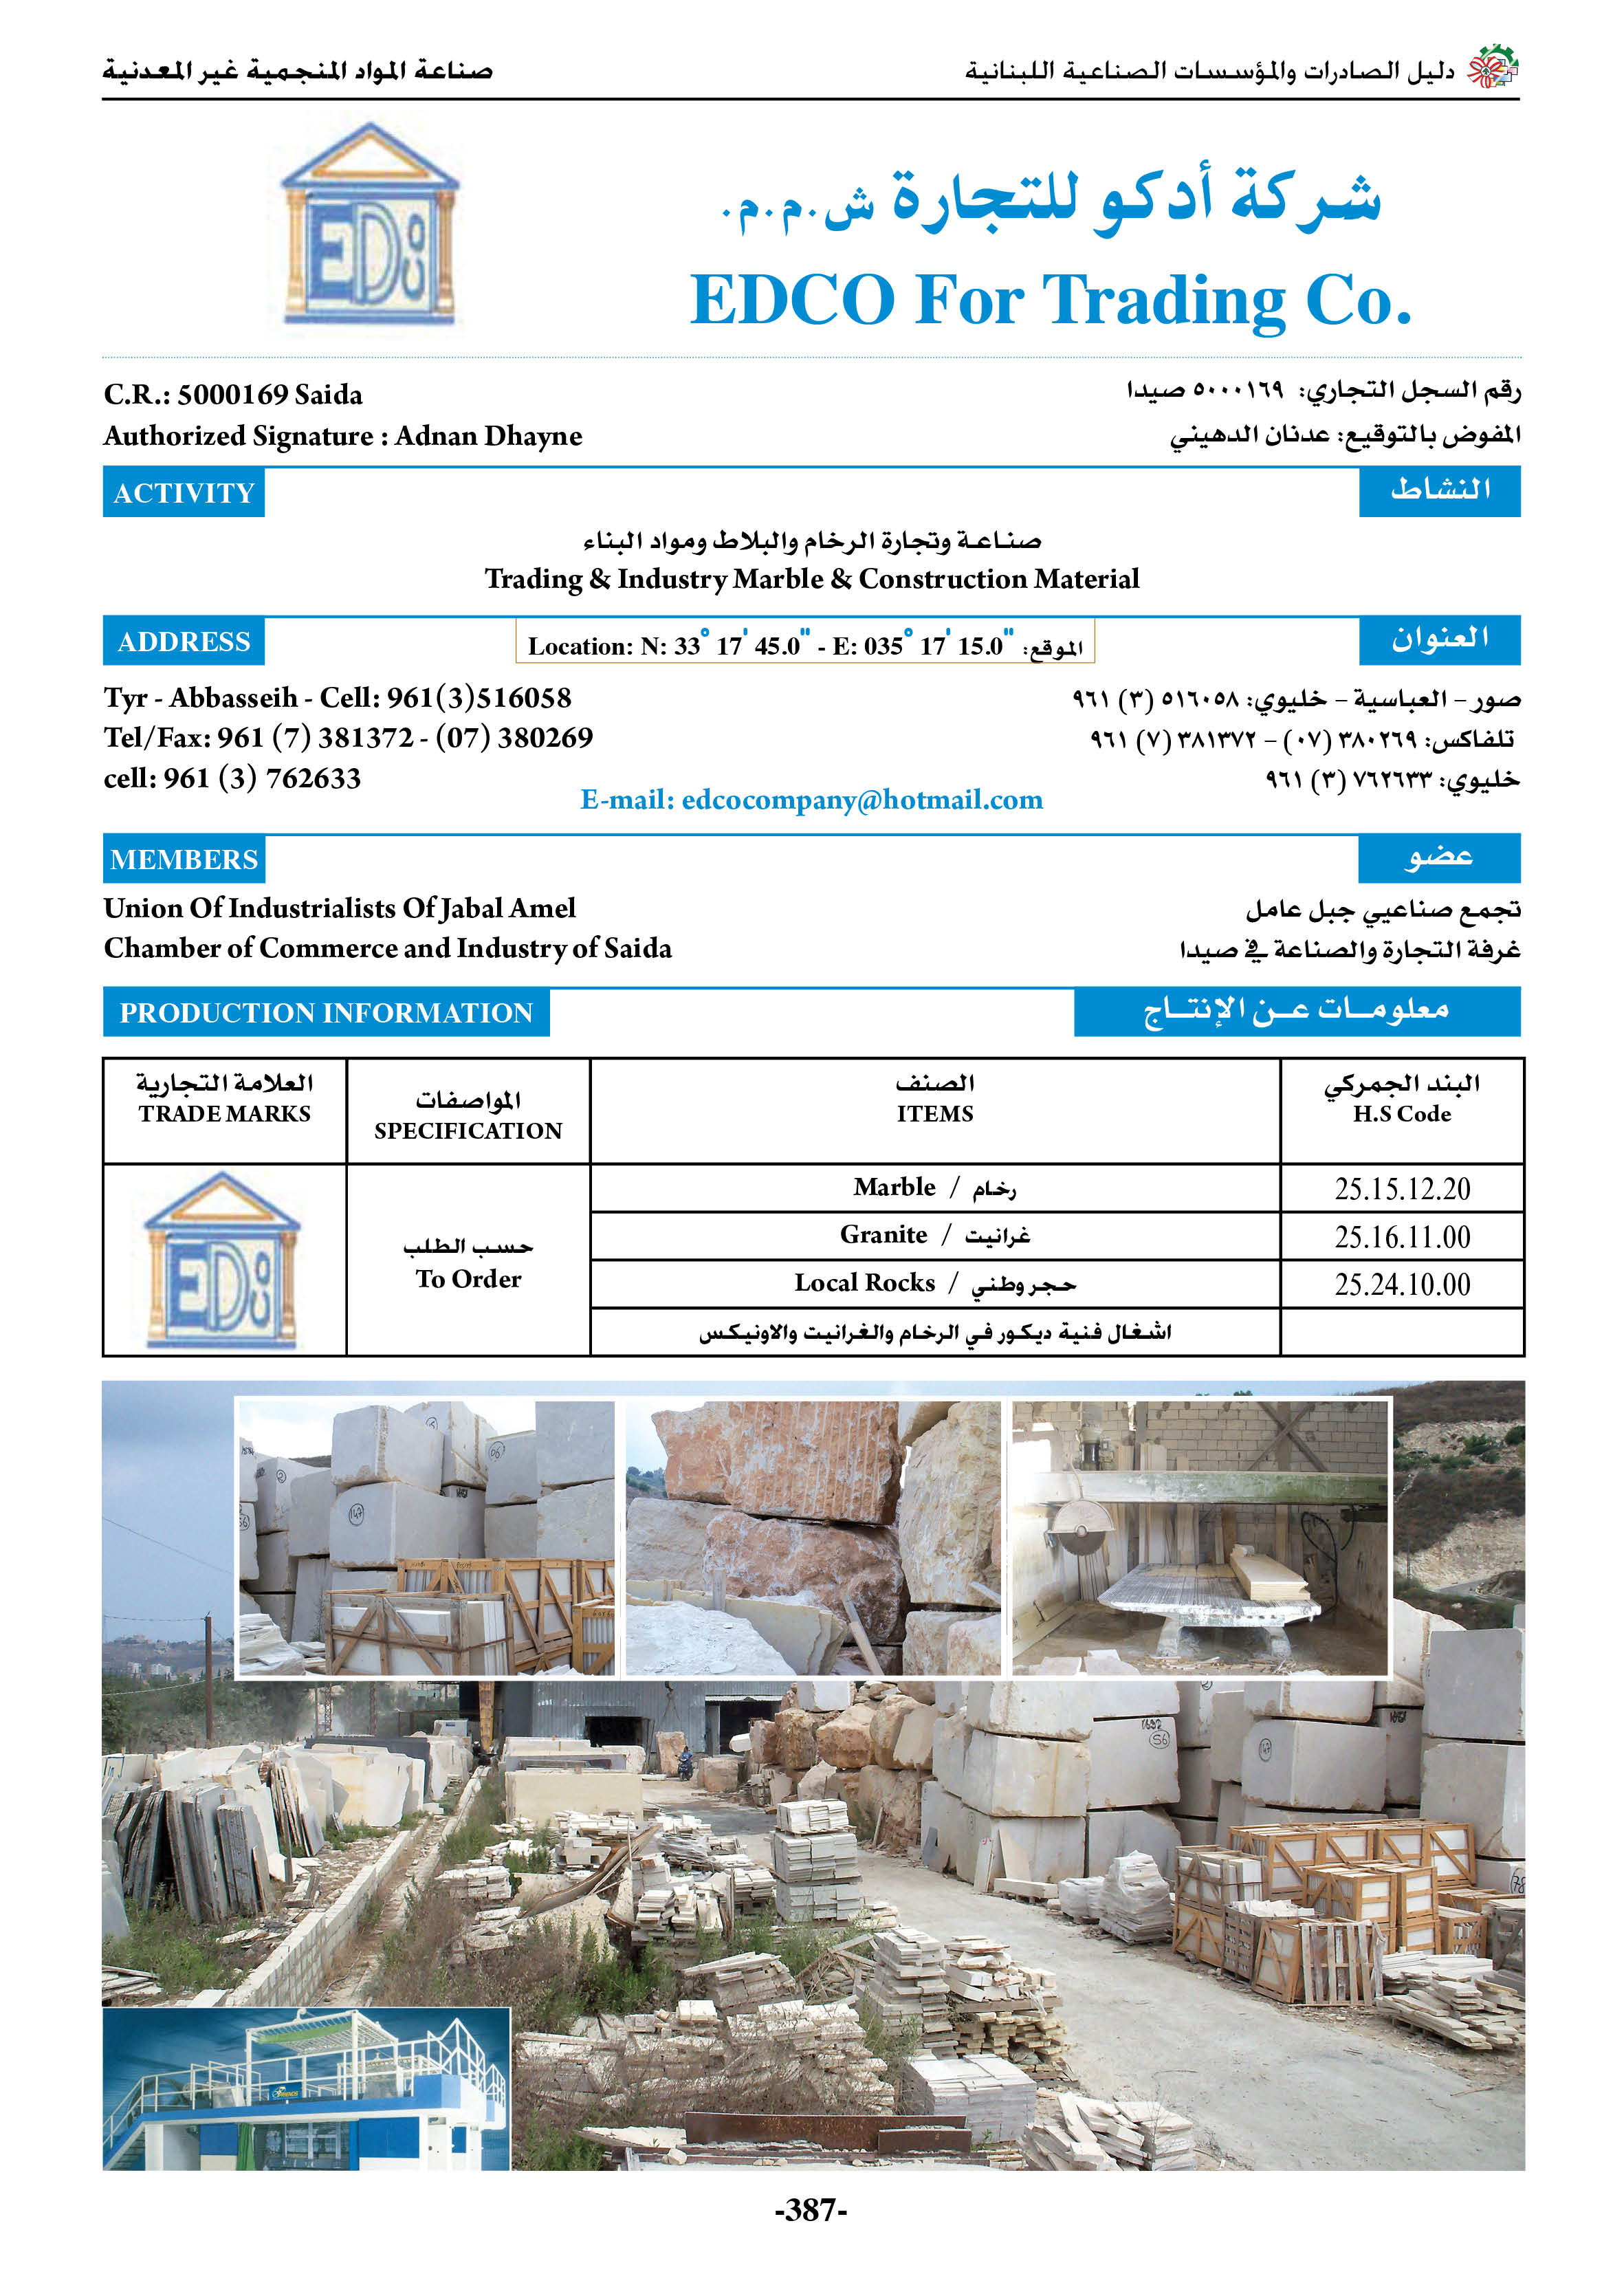 دليل الصادرات والمؤسسات الصناعية اللبنانية
صناعة المواد المنجمية غير المعدنية
EDCO
شركة أدكو للتجارة ش.م.م.
EDCO For Trading Co.
C.R.: 5000169 Saida
رقم السجل التجاري: ٥٠٠٠١٦٩ صيدا
Authorized Signature : Adnan Dhayne
المفوض بالتوقيع: عدنان الدهيني
ACTIVITY
النشاط
صناعة وتجارة الرخام والبلاط ومواد البناء
Trading & Industry Marble & Construction Material
ADDRESS
Location: N: 33° 17' 45.0" - E: 035° 17' 15.0" الموقع:
العنوان
Tyr - Abbasseih - Cell: 961(3)516058
صور – العباسية – خليوي: ٥١٦٠٥٨ (٣) ٩٦١
Tel/Fax: 961 (7) 381372 - (07) 380269
تلفاكس: ٣٨٠٢٦٩ (٠٧) – ٣٨١٣٧٢ (٧) ٩٦١
cell: 961 (3) 762633
خليوي: ٧٦٢٦٣٣ (٣) ٩٦١
E-mail: edcocompany@hotmail.com
MEMBERS
عضو
Union Of Industrialists Of Jabal Amel
تجمع صناعيي جبل عامل
Chamber of Commerce and Industry of Saida
غرفة التجارة والصناعة في صيدا
PRODUCTION INFORMATION
معلومات عن الإنتاج
العلامة التجارية
TRADE MARKS
المواصفات
SPECIFICATION
الصنف
ITEMS
البند الجمركي
H.S Code
EDCO
حسب الطلب
To Order
Marble / رخام
25.15.12.20
Granite / غرانيت
25.16.11.00
Local Rocks / حجر وطني
25.24.10.00
اشغال فنية ديكور في الرخام والغرانيت والاونيكس
147
56
147
-387-